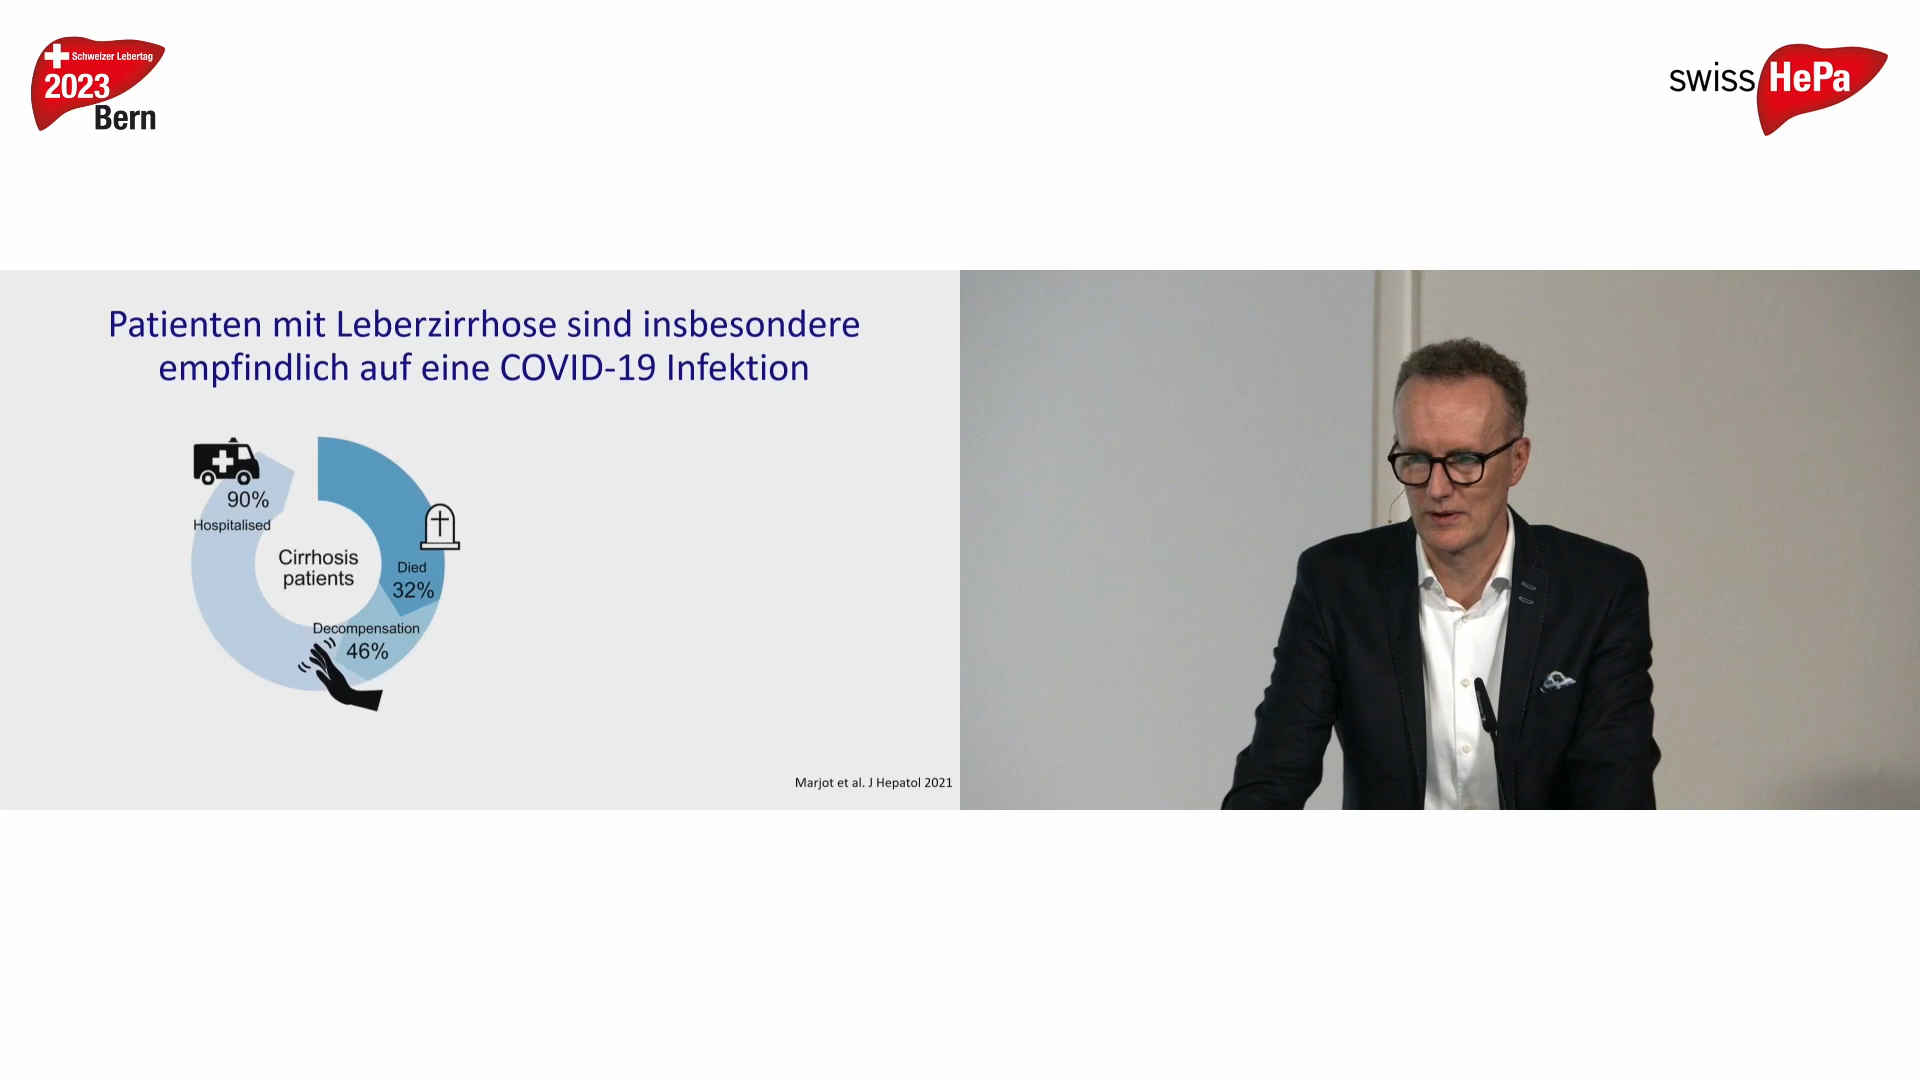 Schweizer Lebertag
2023
Bern
swiss HePa
Patienten mit Leberzirrhose sind insbesondere
empfindlich auf eine COVID-19 Infektion
90%
Hospitalised
Cirrhosis
patients
Died
32%
Decompensation
46%
Marjot et al. J Hepatol 2021